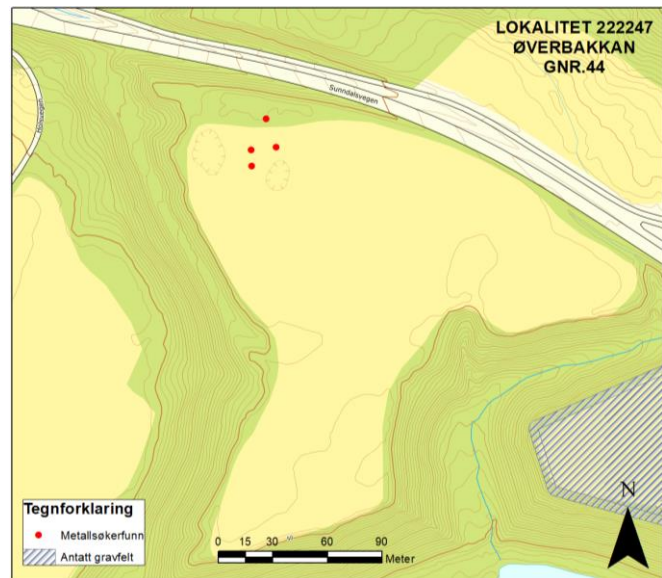 LOKALITET 222247
ØVERBAKKAN
GNR.44
Sunndalsvegen
Tegnforklaring
Metallsøkerfunn
Antatt gravfelt
0 15 30 60 90
Meter
N